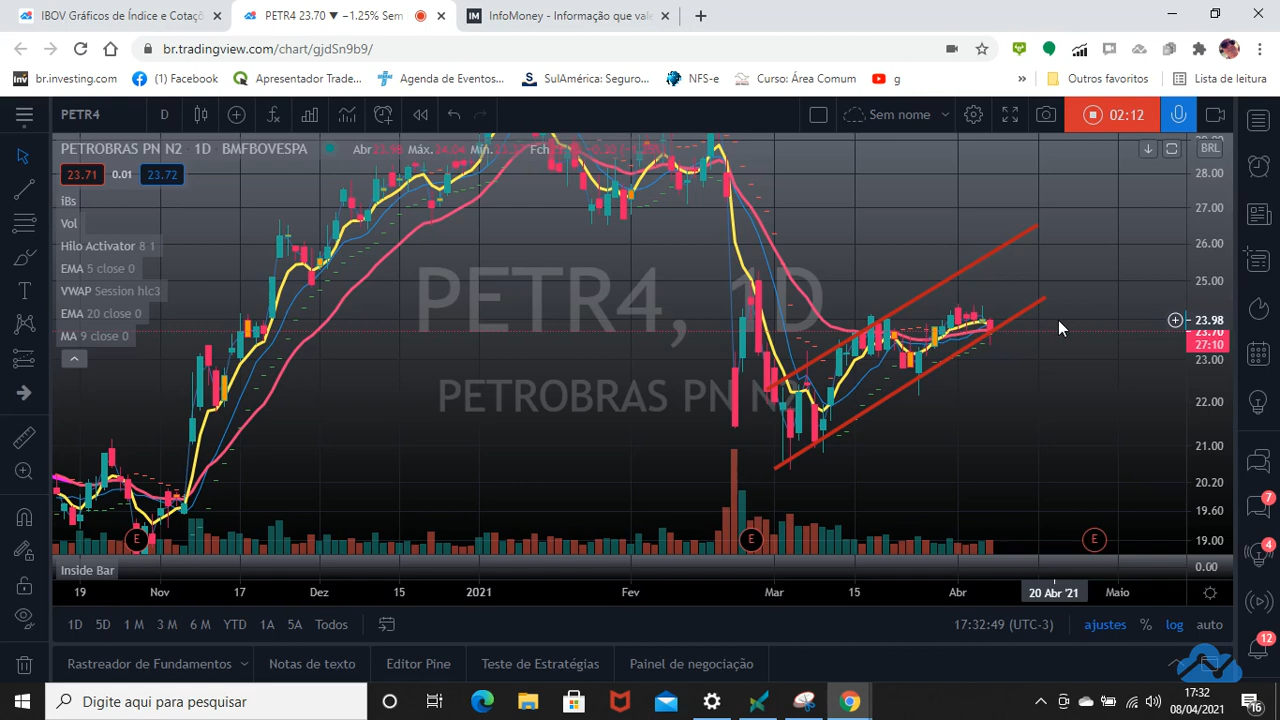 IBOV Gráficos de Índice e Cotaçõ
PETR4 23.70 ▼ −1.25% Sem
InfoMoney - Informação que vale
br.tradingview.com/chart/gjdSn9b9/
br.investing.com
(1) Facebook
Apresentador Trade...
Agenda de Eventos...
SulAmérica: Seguro...
NFS-e
Curso: Área Comum
g
»
Outros favoritos
Lista de leitura
PETR4
D
Sem nome
02:12
PETROBRAS PN N2 · 1D · BMFBOVESPA
Abr
Máx.
Mín.
Fch
BRL
23.71
0.01
23.72
iBs
Vol
Hilo Activator 8 1
EMA 5 close 0
VWAP Session hlc3
EMA 20 close 0
MA 9 close 0
PETR4, 1D
PETROBRAS PN N2
28.00
27.00
26.00
25.00
23.98
23.70
27:10
23.00
22.00
21.00
20.20
19.60
19.00
0.00
E
E
E
Inside Bar
19
Nov
17
Dez
15
2021
Fev
Mar
15
Abr
20 Abr '21
Maio
1D
5D
1 M
3 M
6 M
YTD
1A
5A
Todos
17:32:49 (UTC-3)
ajustes
%
log
auto
Rastreador de Fundamentos
Notas de texto
Editor Pine
Teste de Estratégias
Painel de negociação
7
4
12
Digite aqui para pesquisar
17:32
08/04/2021
16